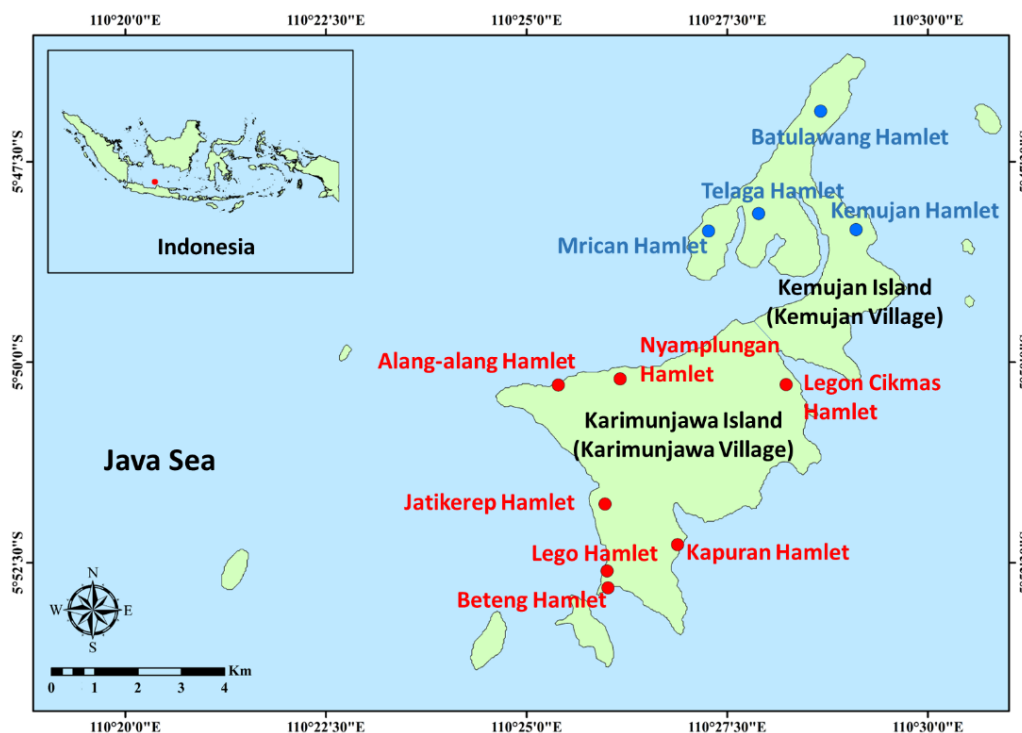 110°20'0"E 110°22'30"E 110°25'0"E 110°27'30"E 110°30'0"E
5°47'30"S
5°50'0"S
5°52'30"S
Indonesia
Batulawang Hamlet
Telaga Hamlet
Kemujan Hamlet
Mrican Hamlet
Kemujan Island
(Kemujan Village)
Nyamplungan
Hamlet
Alang-alang Hamlet
Legon Cikmas
Hamlet
Karimunjawa Island
(Karimunjawa Village)
Java Sea
Jatikerep Hamlet
Lego Hamlet
Kapuran Hamlet
Beteng Hamlet
N
W E
S
Km
0 1 2 3 4
110°20'0"E 110°22'30"E 110°25'0"E 110°27'30"E 110°30'0"E